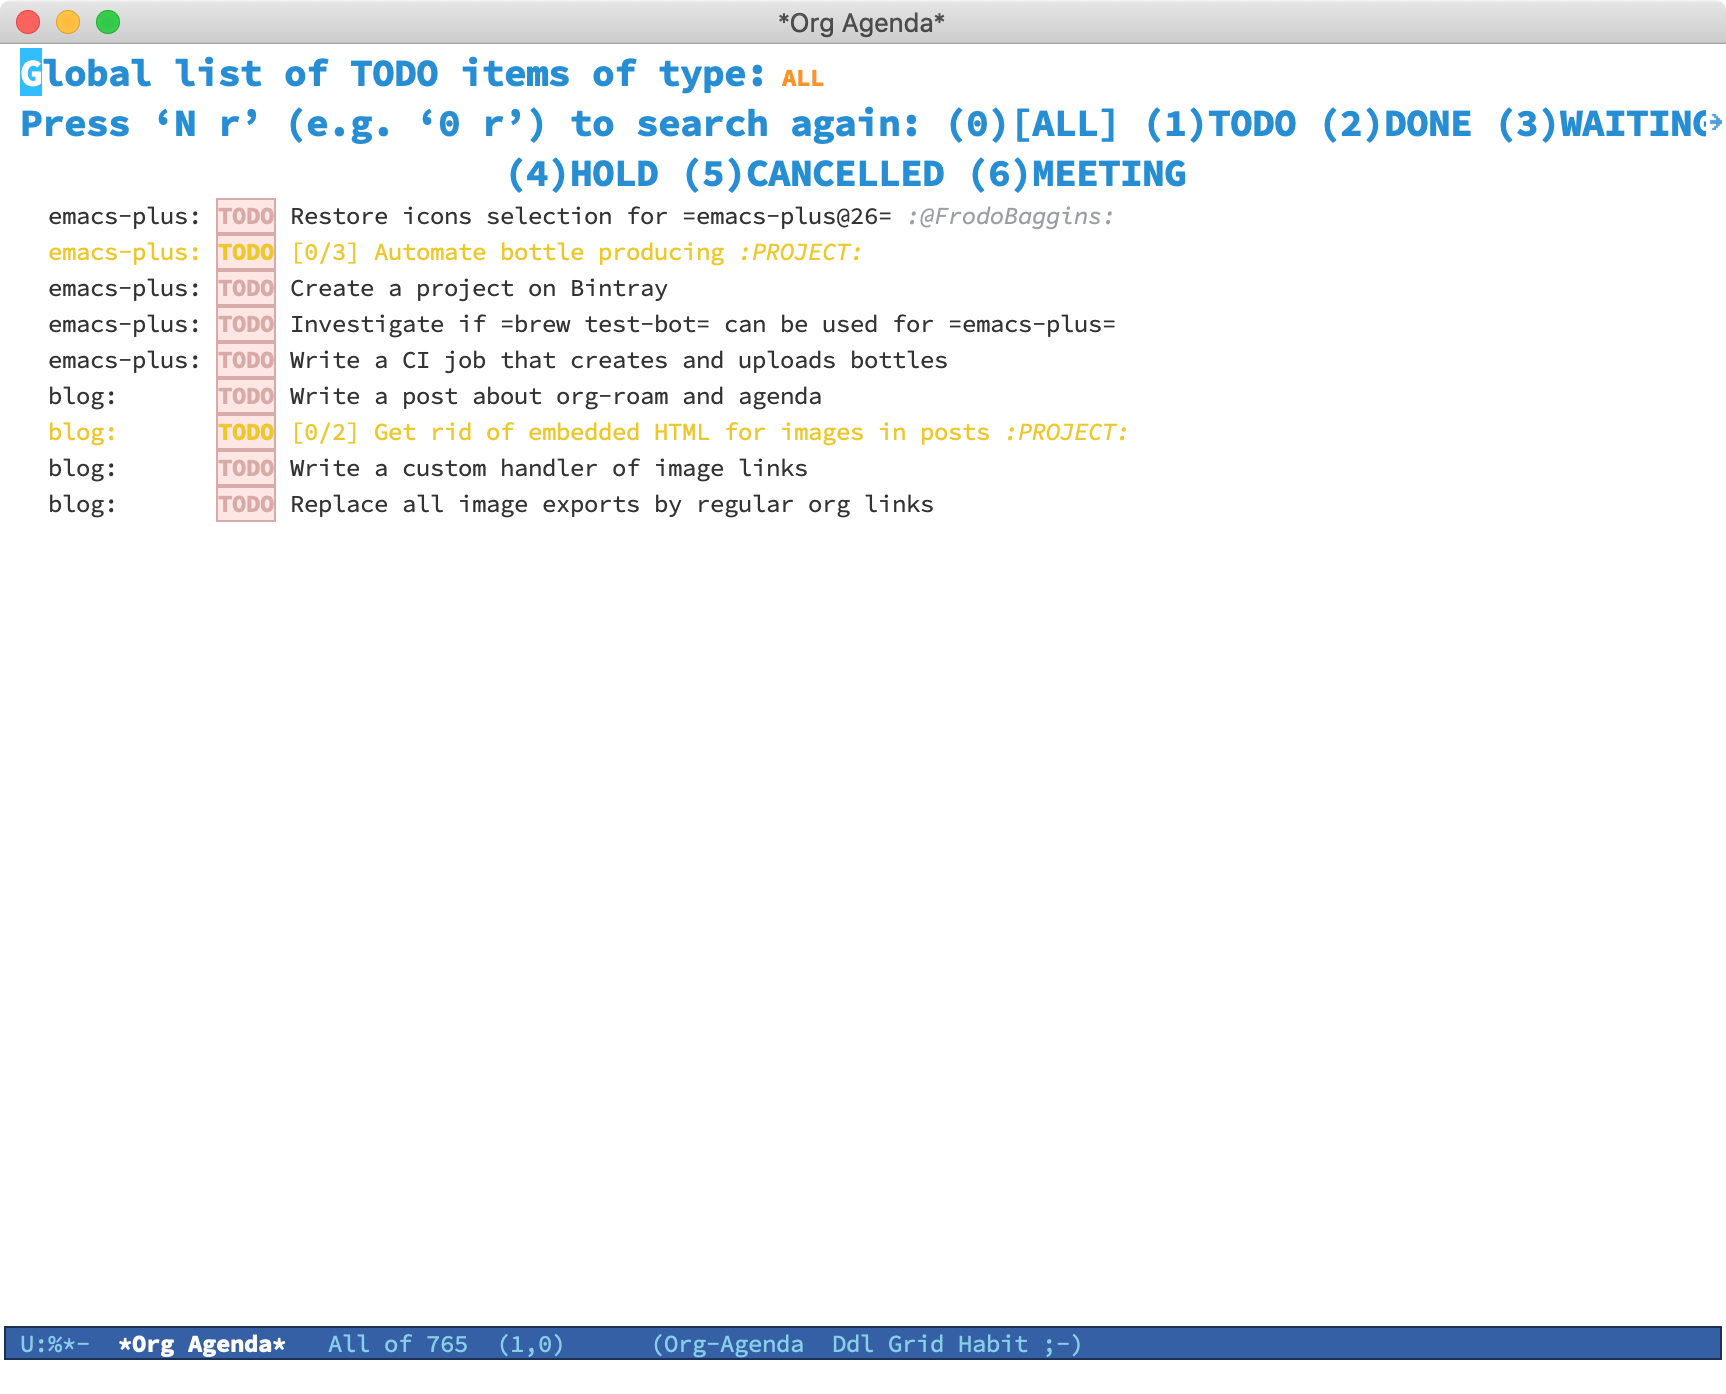 *Org Agenda*
Global list of TODO items of type: ALL
Press ‘N r’ (e.g. ‘0 r’) to search again: (0)[ALL] (1)TODO (2)DONE (3)WAITING
(4)HOLD (5)CANCELLED (6)MEETING
emacs-plus: TODO Restore icons selection for =emacs-plus@26= :@FrodoBaggins:
emacs-plus: TODO [0/3] Automate bottle producing :PROJECT:
emacs-plus: TODO Create a project on Bintray
emacs-plus: TODO Investigate if =brew test-bot= can be used for =emacs-plus=
emacs-plus: TODO Write a CI job that creates and uploads bottles
blog: TODO Write a post about org-roam and agenda
blog: TODO [0/2] Get rid of embedded HTML for images in posts :PROJECT:
blog: TODO Write a custom handler of image links
blog: TODO Replace all image exports by regular org links
U:%*- *Org Agenda* All of 765 (1,0) (Org-Agenda Ddl Grid Habit ;-)